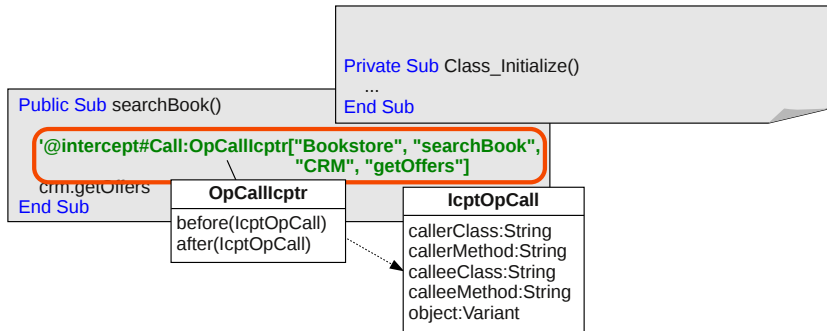 Private Sub Class_Initialize()
...
End Sub
Public Sub searchBook()
'@intercept#Call:OpCallIcptr["Bookstore", "searchBook",
"CRM", "getOffers"]
crm.getOffers
End Sub
OpCallIcptr
before(IcptOpCall)
after(IcptOpCall)
IcptOpCall
callerClass:String
callerMethod:String
calleeClass:String
calleeMethod:String
object:Variant